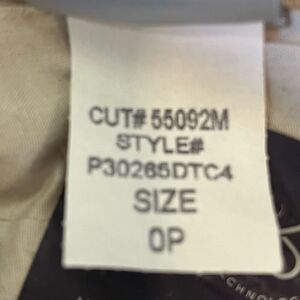 CUT# 55092M
STYLE#
P30265DTC4
SIZE
0P